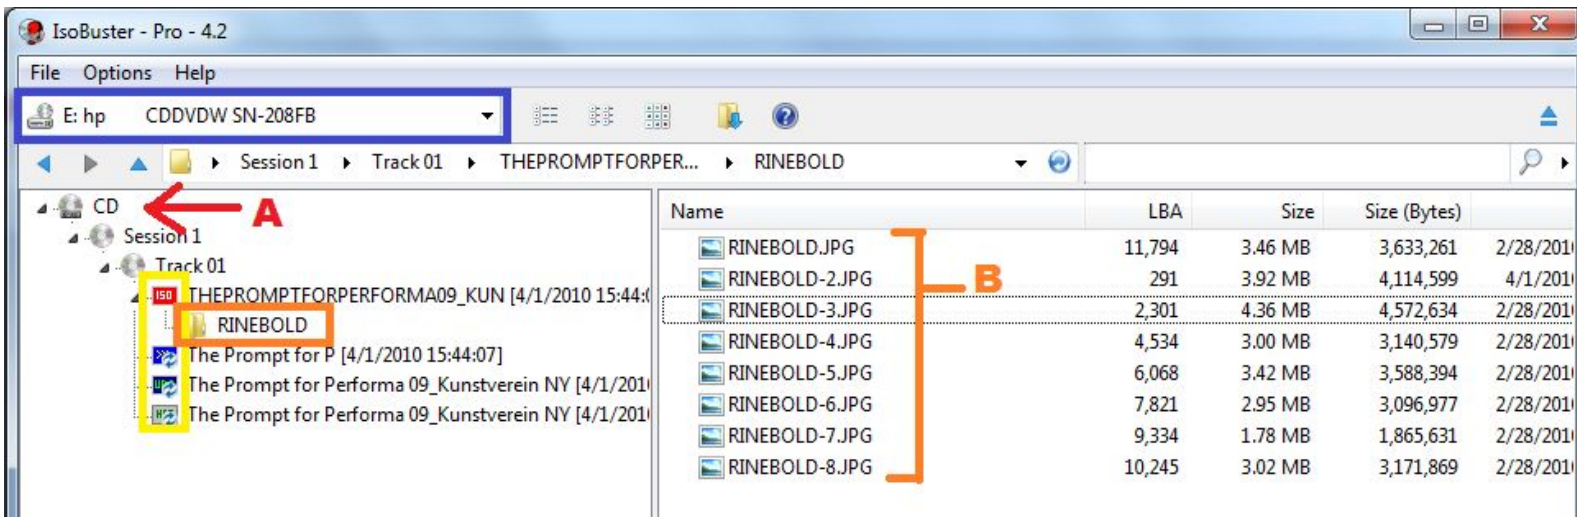 IsoBuster - Pro - 4.2
File Options Help
E: hp CDDVDW SN-208FB
Session 1 Track 01 THEPROMPTFORPER... RINEBOLD
CD
A
Session 1
Track 01
ISO THEPROMPTFORPERFORMA09_KUN [4/1/2010 15:44:0
RINEBOLD
The Prompt for P [4/1/2010 15:44:07]
The Prompt for Performa 09_Kunstverein NY [4/1/201
The Prompt for Performa 09_Kunstverein NY [4/1/201
Name LBA Size Size (Bytes)
RINEBOLD.JPG 11,794 3.46 MB 3,633,261 2/28/201
RINEBOLD-2.JPG 291 3.92 MB 4,114,599 4/1/201
B
RINEBOLD-3.JPG 2,301 4.36 MB 4,572,634 2/28/201
RINEBOLD-4.JPG 4,534 3.00 MB 3,140,579 2/28/201
RINEBOLD-5.JPG 6,068 3.42 MB 3,588,394 2/28/201
RINEBOLD-6.JPG 7,821 2.95 MB 3,096,977 2/28/201
RINEBOLD-7.JPG 9,334 1.78 MB 1,865,631 2/28/201
RINEBOLD-8.JPG 10,245 3.02 MB 3,171,869 2/28/201